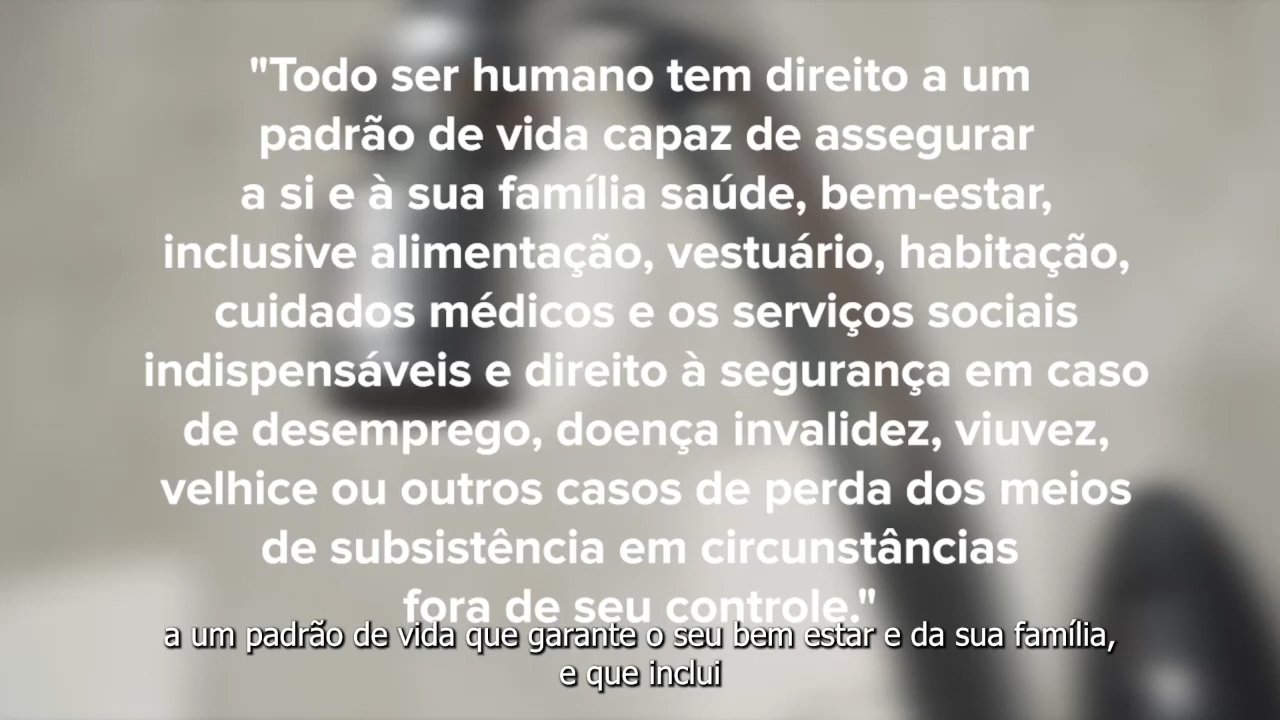 "Todo ser humano tem direito a um
padrão de vida capaz de assegurar
a si e à sua família saúde, bem-estar,
inclusive alimentação, vestuário, habitação,
cuidados médicos e os serviços sociais
indispensáveis e direito à segurança em caso
de desemprego, doença invalidez, viuvez,
velhice ou outros casos de perda dos meios
de subsistência em circunstâncias
fora de seu controle."
a um padrão de vida que garante o seu bem estar e da sua família,
e que inclui